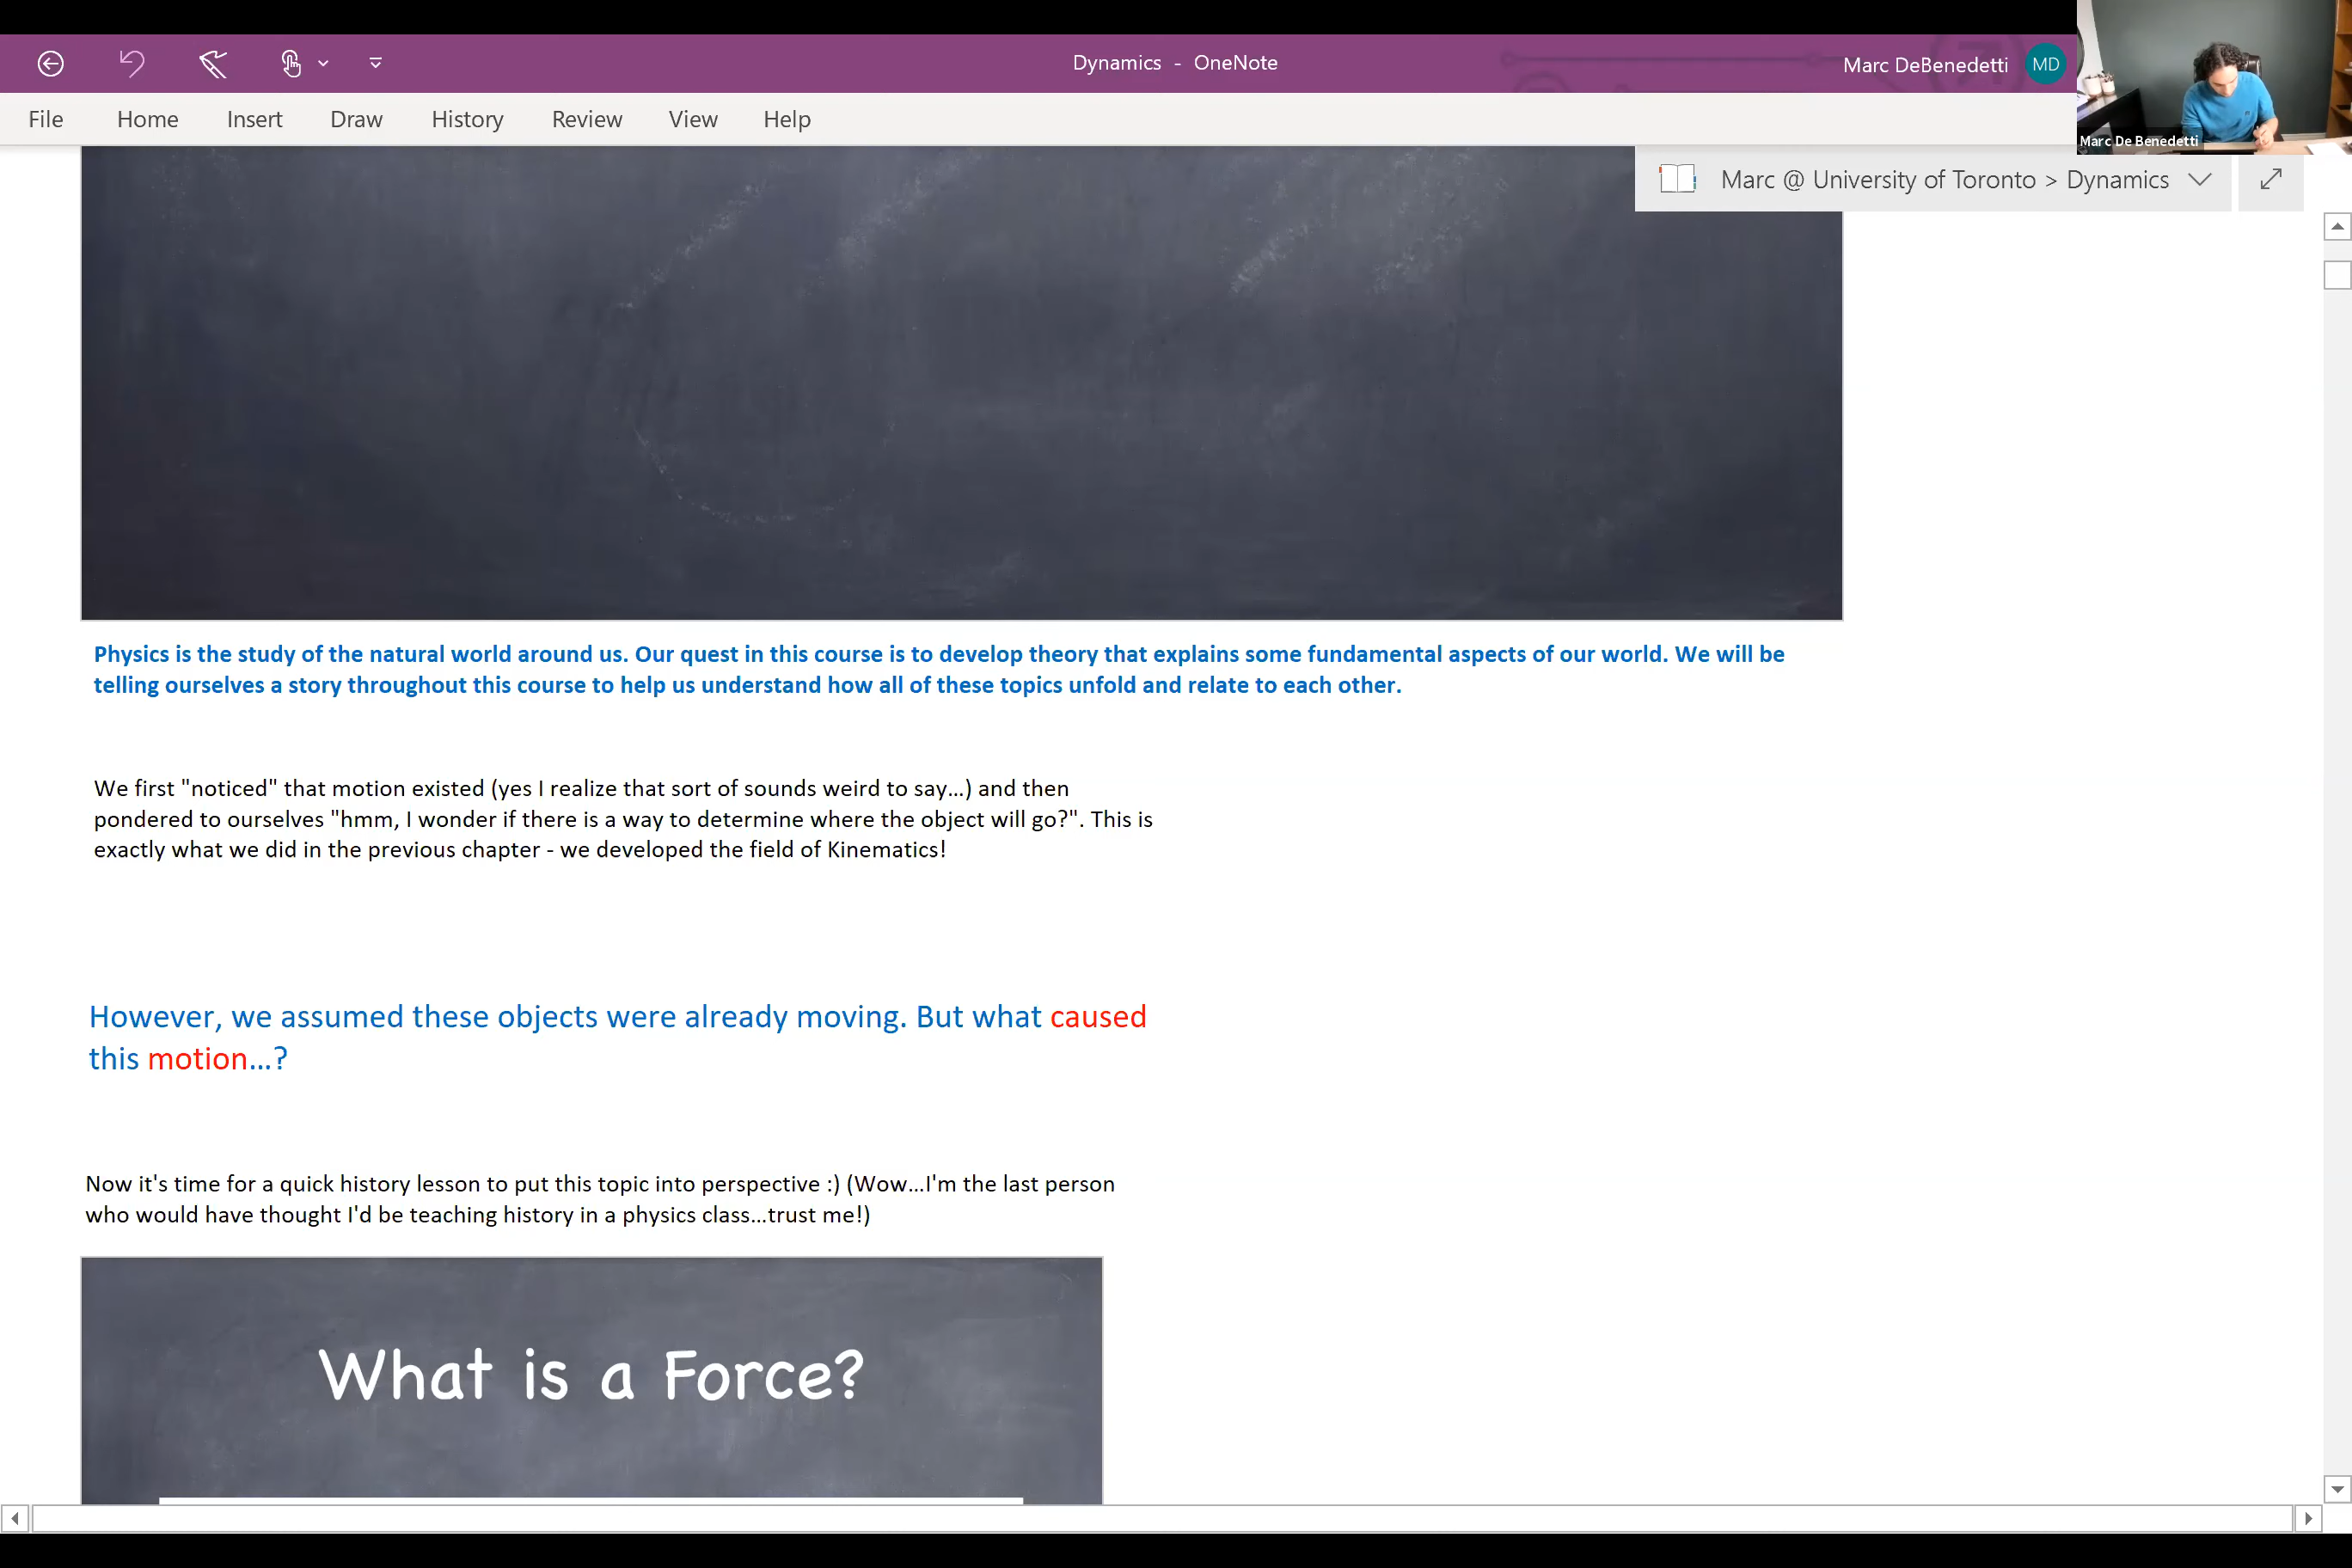 Dynamics - OneNote
Marc DeBenedetti
MD
File Home Insert Draw History Review View Help
Marc De Benedetti
Marc @ University of Toronto > Dynamics
Physics is the study of the natural world around us. Our quest in this course is to develop theory that explains some fundamental aspects of our world. We will be
telling ourselves a story throughout this course to help us understand how all of these topics unfold and relate to each other.
We first "noticed" that motion existed (yes I realize that sort of sounds weird to say...) and then
pondered to ourselves "hmm, I wonder if there is a way to determine where the object will go?". This is
exactly what we did in the previous chapter - we developed the field of Kinematics!
However, we assumed these objects were already moving. But what caused
this motion...?
Now it's time for a quick history lesson to put this topic into perspective :) (Wow...I'm the last person
who would have thought I'd be teaching history in a physics class...trust me!)
What is a Force?